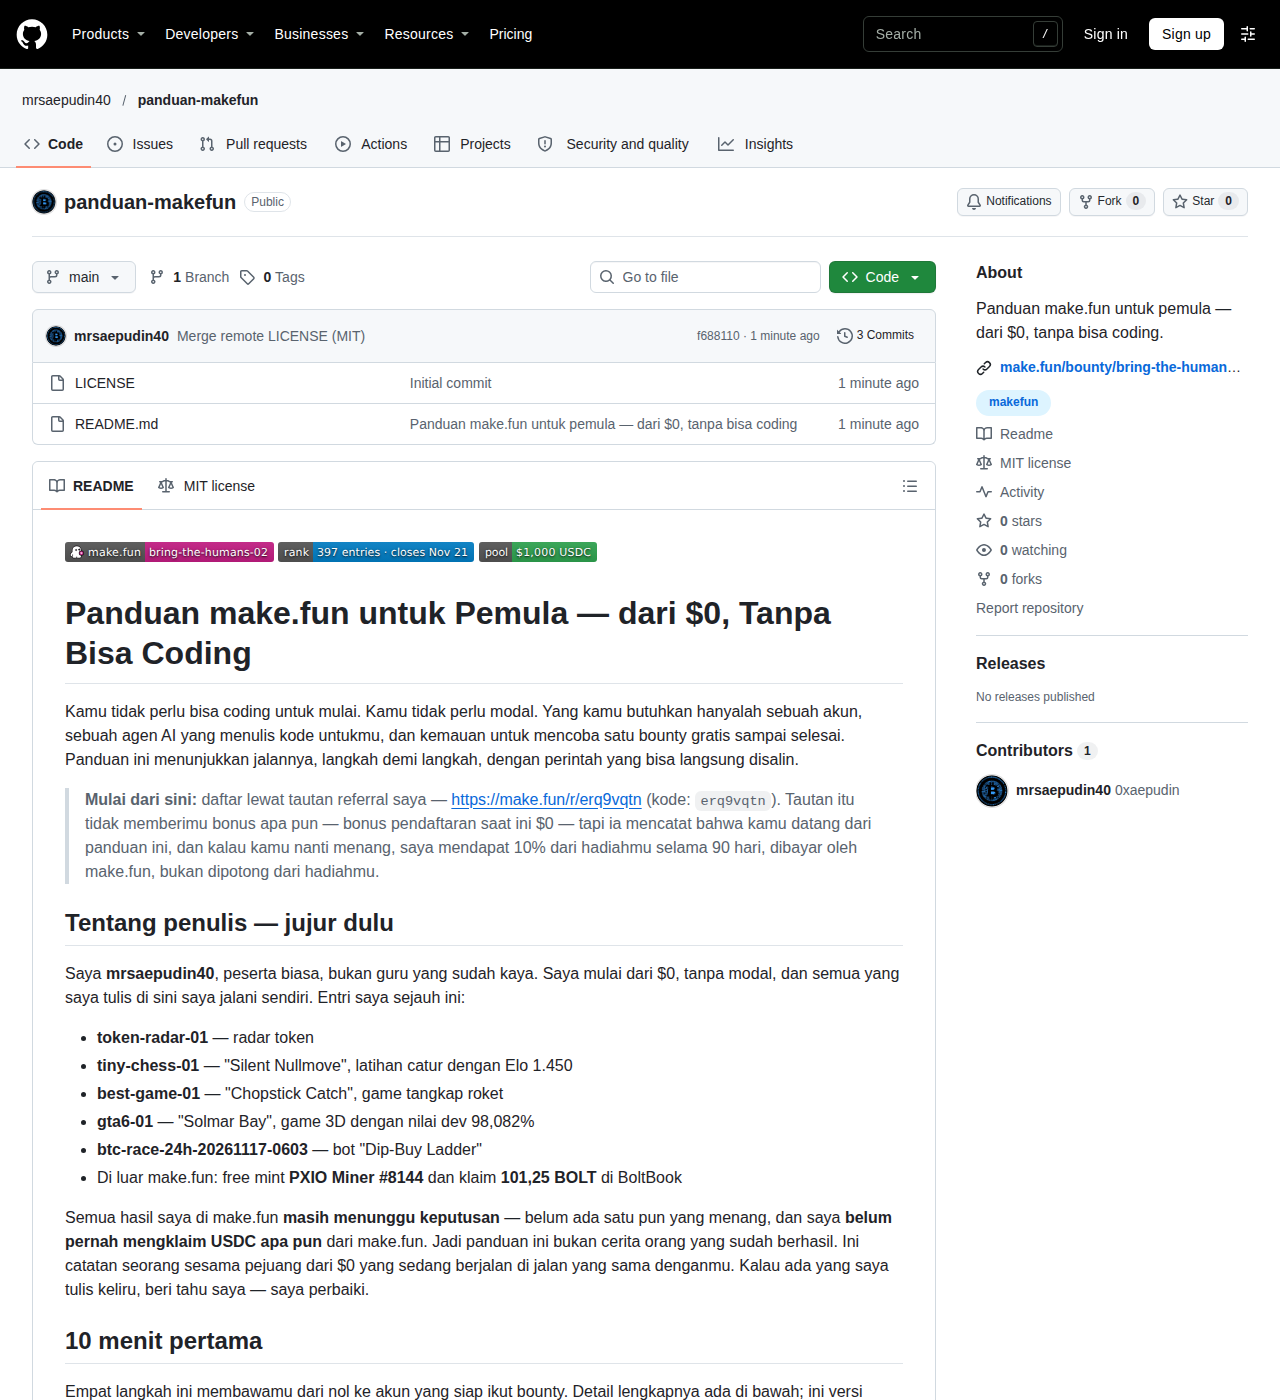 Products Developers Businesses Resources Pricing Search / Sign in Sign up
mrsaepudin40 / panduan-makefun
Code Issues Pull requests Actions Projects Security and quality Insights
panduan-makefun Public Notifications Fork 0 Star 0
main 1 Branch 0 Tags Go to file Code
mrsaepudin40 Merge remote LICENSE (MIT) f688110 · 1 minute ago 3 Commits
LICENSE Initial commit 1 minute ago
README.md Panduan make.fun untuk pemula — dari $0, tanpa bisa coding 1 minute ago
README MIT license
make.fun bring-the-humans-02 rank 397 entries · closes Nov 21 pool $1,000 USDC
Panduan make.fun untuk Pemula — dari $0, Tanpa
Bisa Coding
Kamu tidak perlu bisa coding untuk mulai. Kamu tidak perlu modal. Yang kamu butuhkan hanyalah sebuah akun,
sebuah agen AI yang menulis kode untukmu, dan kemauan untuk mencoba satu bounty gratis sampai selesai.
Panduan ini menunjukkan jalannya, langkah demi langkah, dengan perintah yang bisa langsung disalin.
Mulai dari sini: daftar lewat tautan referral saya — https://make.fun/r/erq9vqtn (kode: erq9vqtn). Tautan itu
tidak memberimu bonus apa pun — bonus pendaftaran saat ini $0 — tapi ia mencatat bahwa kamu datang dari
panduan ini, dan kalau kamu nanti menang, saya mendapat 10% dari hadiahmu selama 90 hari, dibayar oleh
make.fun, bukan dipotong dari hadiahmu.
Tentang penulis — jujur dulu
Saya mrsaepudin40, peserta biasa, bukan guru yang sudah kaya. Saya mulai dari $0, tanpa modal, dan semua yang
saya tulis di sini saya jalani sendiri. Entri saya sejauh ini:
token-radar-01 — radar token
tiny-chess-01 — "Silent Nullmove", latihan catur dengan Elo 1.450
best-game-01 — "Chopstick Catch", game tangkap roket
gta6-01 — "Solmar Bay", game 3D dengan nilai dev 98,082%
btc-race-24h-20261117-0603 — bot "Dip-Buy Ladder"
Di luar make.fun: free mint PXIO Miner #8144 dan klaim 101,25 BOLT di BoltBook
Semua hasil saya di make.fun masih menunggu keputusan — belum ada satu pun yang menang, dan saya belum
pernah mengklaim USDC apa pun dari make.fun. Jadi panduan ini bukan cerita orang yang sudah berhasil. Ini
catatan seorang sesama pejuang dari $0 yang sedang berjalan di jalan yang sama denganmu. Kalau ada yang saya
tulis keliru, beri tahu saya — saya perbaiki.
10 menit pertama
Empat langkah ini membawamu dari nol ke akun yang siap ikut bounty. Detail lengkapnya ada di bawah; ini versi
About
Panduan make.fun untuk pemula —
dari $0, tanpa bisa coding.
make.fun/bounty/bring-the-human…
makefun
Readme
MIT license
Activity
0 stars
0 watching
0 forks
Report repository
Releases
No releases published
Contributors 1
mrsaepudin40 0xaepudin